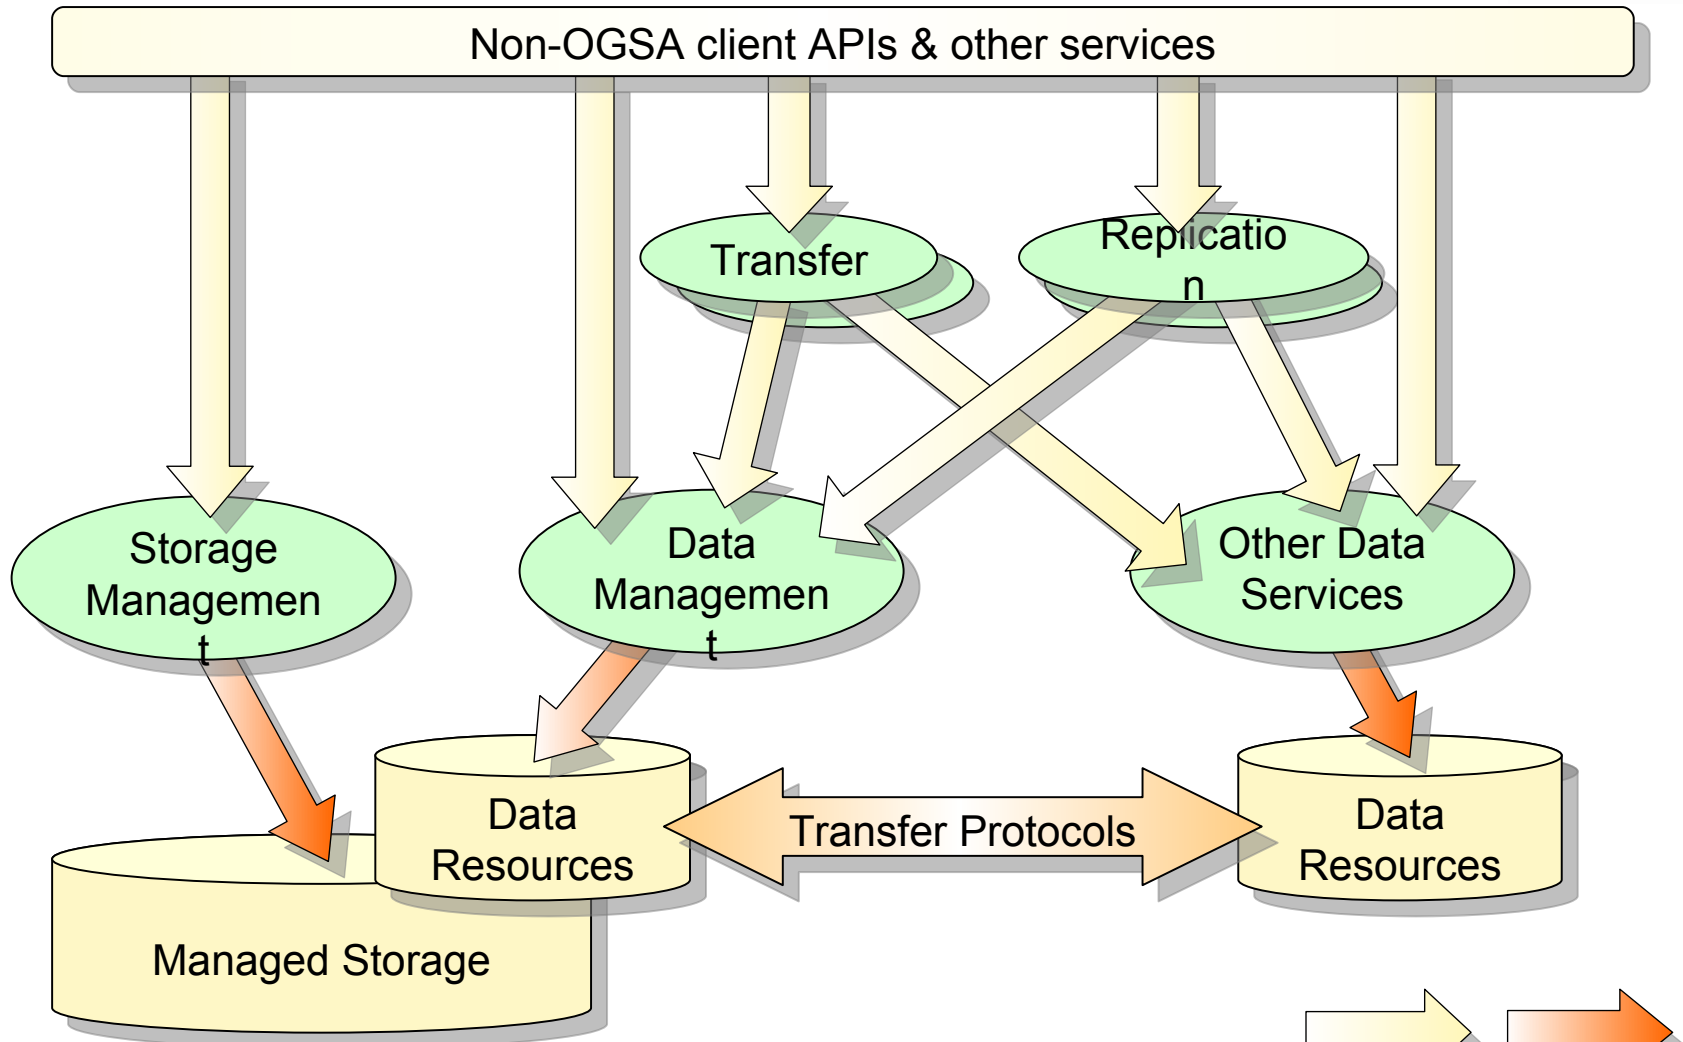 Non-OGSA client APIs & other services
Transfer
Replicatio
n
Storage
Managemen
t
Data
Managemen
t
Other Data
Services
Data
Resources
Transfer Protocols
Data
Resources
Managed Storage